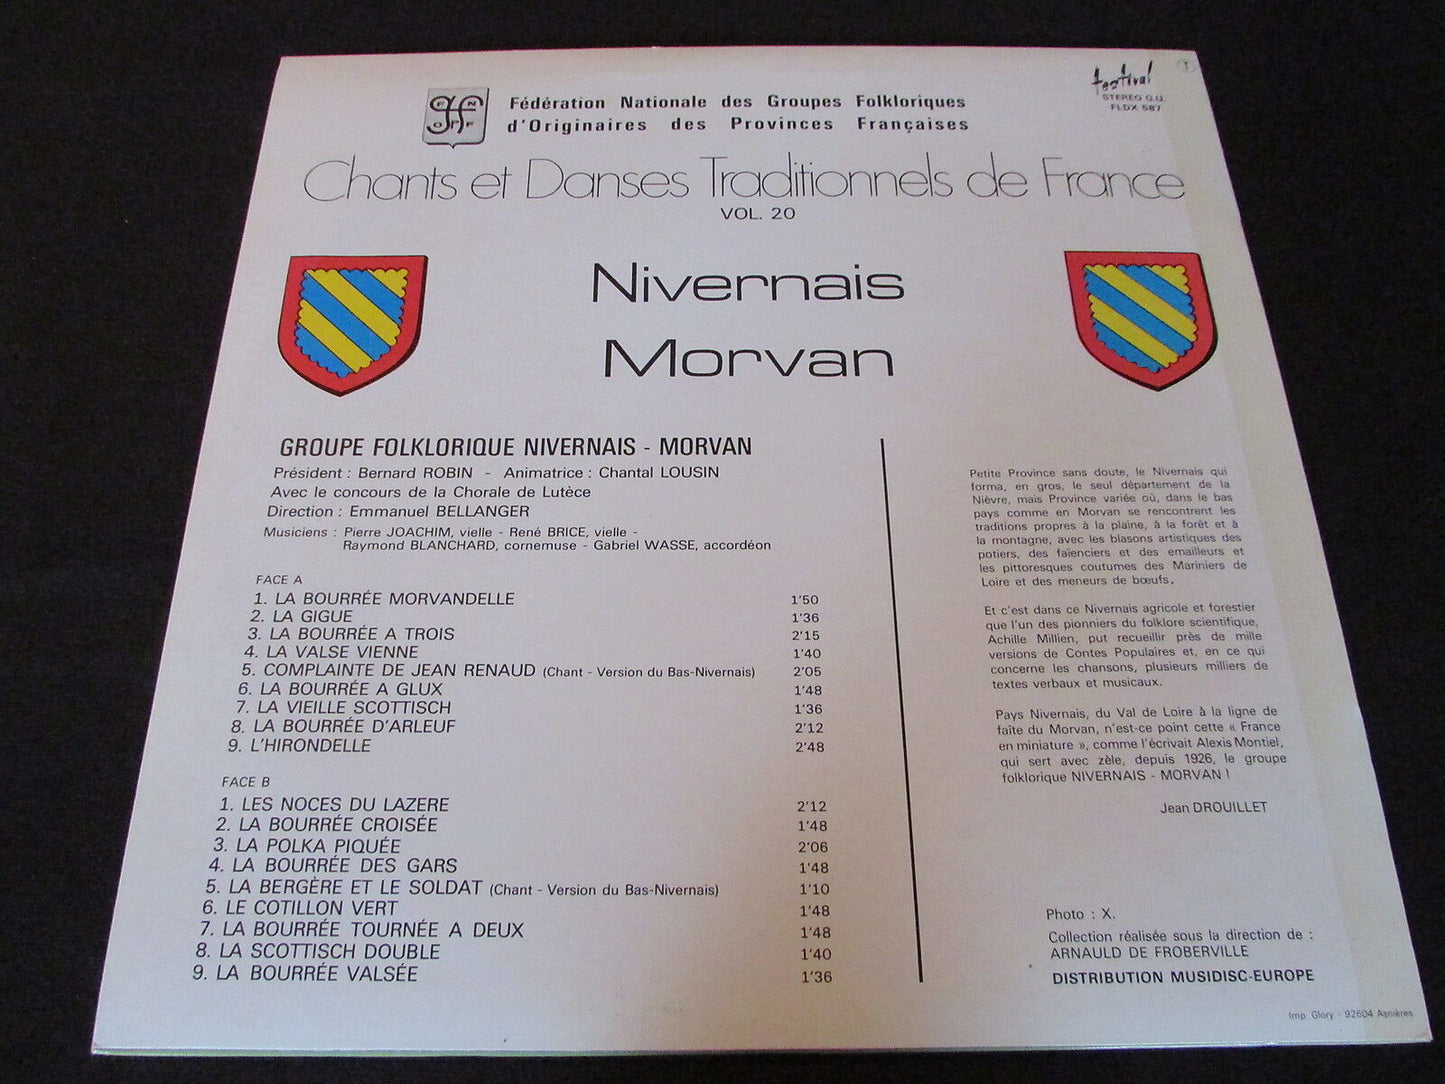 F N
G F
O P F
Fédération Nationale des Groupes Folkloriques
d'Originaires des Provinces Françaises
festival
T
STEREO G.U.
FLDX 587
Chants et Danses Traditionnels de France
VOL. 20
Nivernais
Morvan
GROUPE FOLKLORIQUE NIVERNAIS - MORVAN
Président : Bernard ROBIN - Animatrice : Chantal LOUSIN
Avec le concours de la Chorale de Lutèce
Direction : Emmanuel BELLANGER
Musiciens : Pierre JOACHIM, vielle - René BRICE, vielle -
Raymond BLANCHARD, cornemuse - Gabriel WASSE, accordéon
FACE A
1. LA BOURRÉE MORVANDELLE 1'50
2. LA GIGUE 1'36
3. LA BOURRÉE A TROIS 2'15
4. LA VALSE VIENNE 1'40
5. COMPLAINTE DE JEAN RENAUD (Chant - Version du Bas-Nivernais) 2'05
6. LA BOURRÉE A GLUX 1'48
7. LA VIEILLE SCOTTISCH 1'36
8. LA BOURRÉE D'ARLEUF 2'12
9. L'HIRONDELLE 2'48
FACE B
1. LES NOCES DU LAZERE 2'12
2. LA BOURRÉE CROISÉE 1'48
3. LA POLKA PIQUÉE 2'06
4. LA BOURRÉE DES GARS 1'48
5. LA BERGÈRE ET LE SOLDAT (Chant - Version du Bas-Nivernais) 1'10
6. LE COTILLON VERT 1'48
7. LA BOURRÉE TOURNÉE A DEUX 1'48
8. LA SCOTTISCH DOUBLE 1'40
9. LA BOURRÉE VALSÉE 1'36
Petite Province sans doute, le Nivernais qui
forma, en gros, le seul département de la
Nièvre, mais Province variée où, dans le bas
pays comme en Morvan se rencontrent les
traditions propres à la plaine, à la forêt et à
la montagne, avec les blasons artistiques des
potiers, des faïenciers et des emailleurs et
les pittoresques coutumes des Mariniers de
Loire et des meneurs de bœufs.
Et c'est dans ce Nivernais agricole et forestier
que l'un des pionniers du folklore scientifique,
Achille Millien, put recueillir près de mille
versions de Contes Populaires et, en ce qui
concerne les chansons, plusieurs milliers de
textes verbaux et musicaux.
Pays Nivernais, du Val de Loire à la ligne de
faîte du Morvan, n'est-ce point cette « France
en miniature », comme l'écrivait Alexis Montiel,
qui sert avec zèle, depuis 1926, le groupe
folklorique NIVERNAIS - MORVAN !
Jean DROUILLET
Photo : X.
Collection réalisée sous la direction de :
ARNAULD DE FROBERVILLE
DISTRIBUTION MUSIDISC-EUROPE
Imp Glory - 92604 Asnières